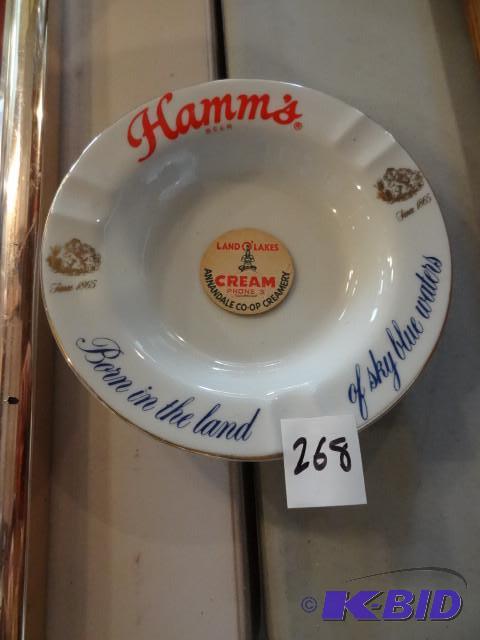 Hamm's®
BEER
Since 1865
Since 1865
LAND O' LAKES
CREAM
PHONE 3
ANNANDALE CO-OP CREAMERY
Born in the land
of sky blue waters
268
© K-BID